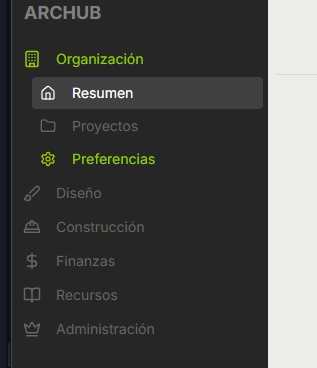 ARCHUB
Organización
Resumen
Proyectos
Preferencias
Diseño
Construcción
Finanzas
Recursos
Administración